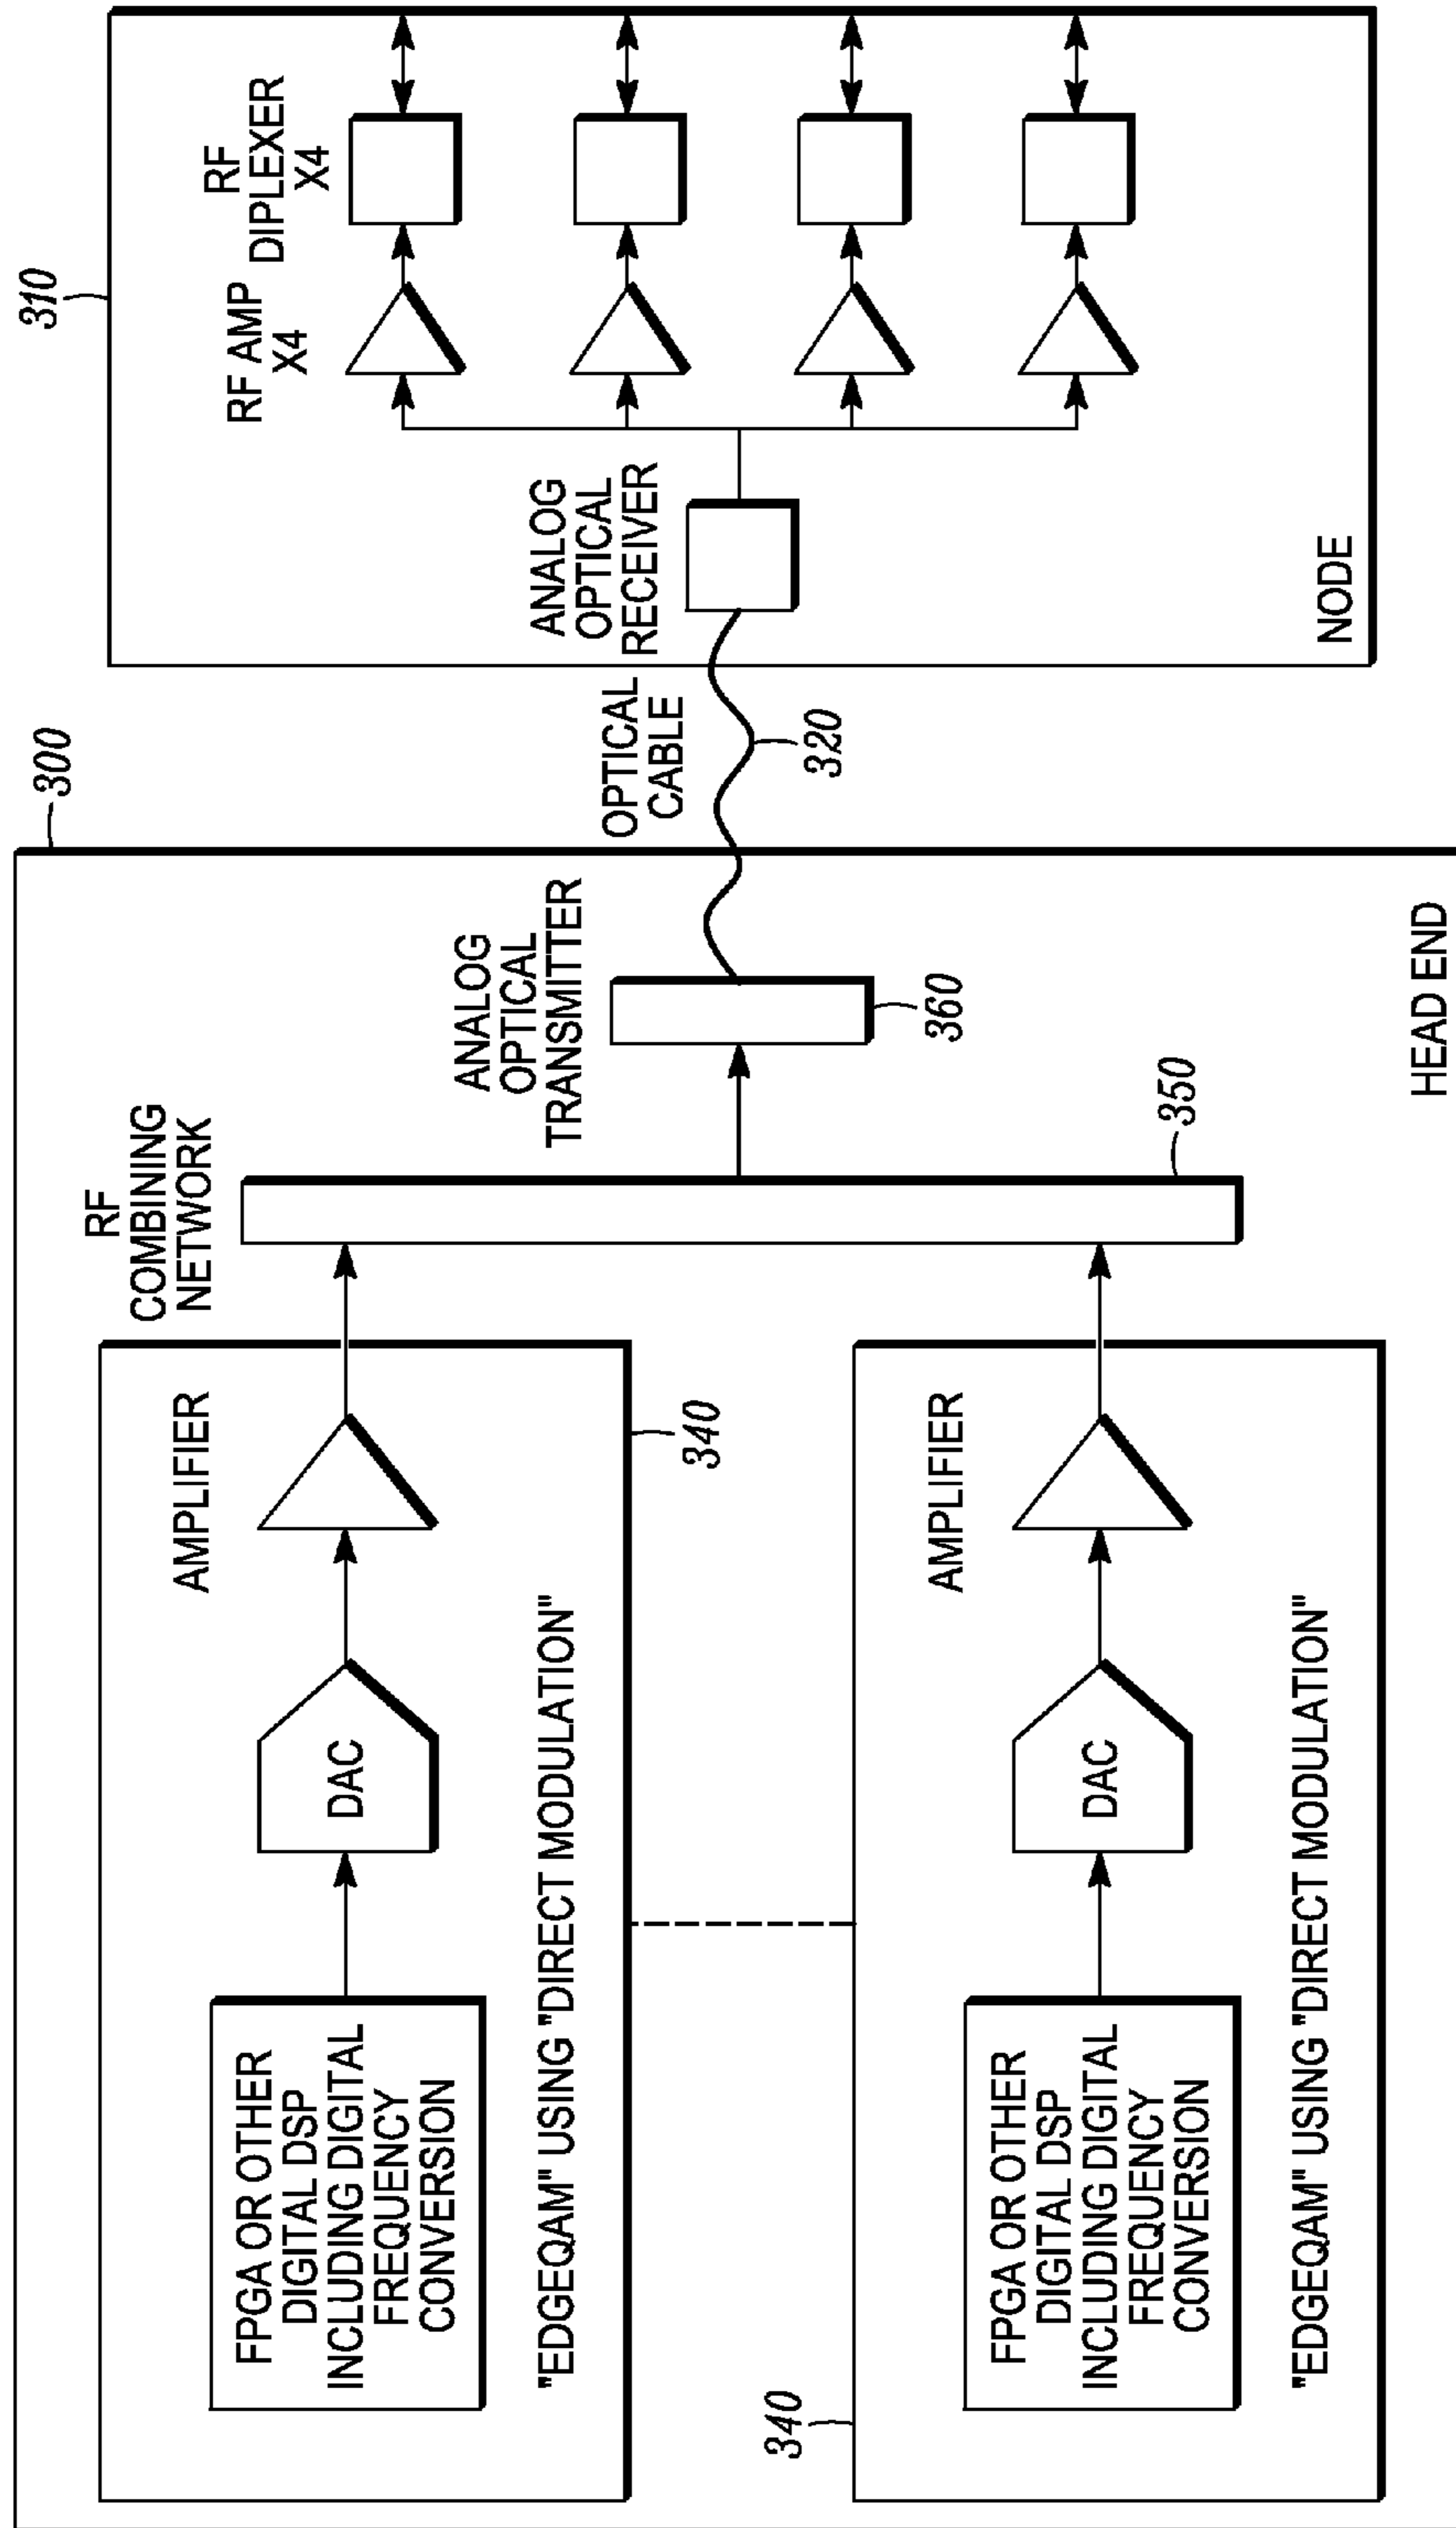 300
HEAD END
"EDGEQAM" USING "DIRECT MODULATION"
340
FPGA OR OTHER
DIGITAL DSP
INCLUDING DIGITAL
FREQUENCY
CONVERSION
DAC
AMPLIFIER
"EDGEQAM" USING "DIRECT MODULATION"
340
FPGA OR OTHER
DIGITAL DSP
INCLUDING DIGITAL
FREQUENCY
CONVERSION
DAC
AMPLIFIER
RF
COMBINING
NETWORK
350
ANALOG
OPTICAL
TRANSMITTER
360
OPTICAL
CABLE
320
310
NODE
ANALOG
OPTICAL
RECEIVER
RF AMP
X4
RF
DIPLEXER
X4